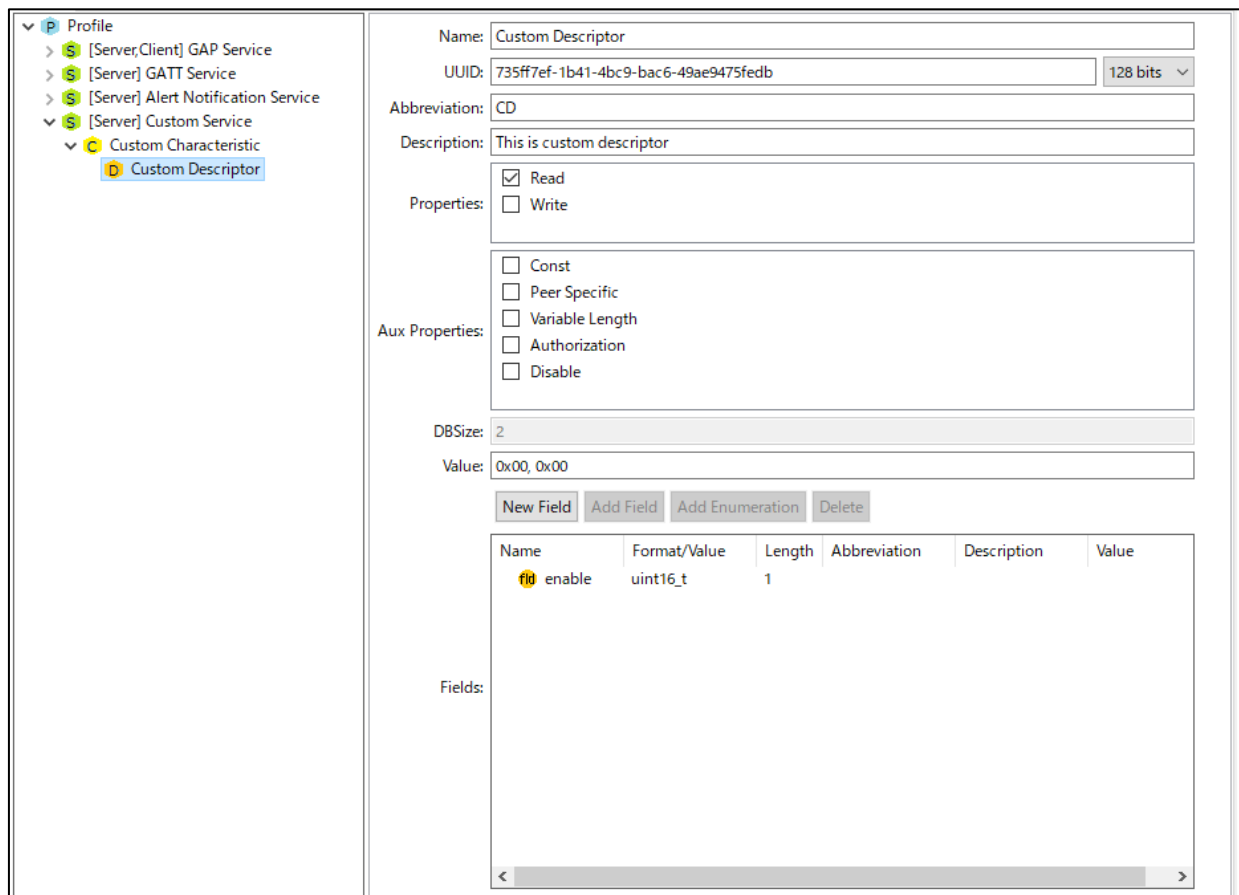 Profile
[Server,Client] GAP Service
[Server] GATT Service
[Server] Alert Notification Service
[Server] Custom Service
Custom Characteristic
Custom Descriptor
Name: Custom Descriptor
UUID: 735ff7ef-1b41-4bc9-bac6-49ae9475fedb 128 bits
Abbreviation: CD
Description: This is custom descriptor
Properties:
Read
Write
Aux Properties:
Const
Peer Specific
Variable Length
Authorization
Disable
DBSize: 2
Value: 0x00, 0x00
New Field Add Field Add Enumeration Delete
Fields:
Name Format/Value Length Abbreviation Description Value
fld enable uint16_t 1